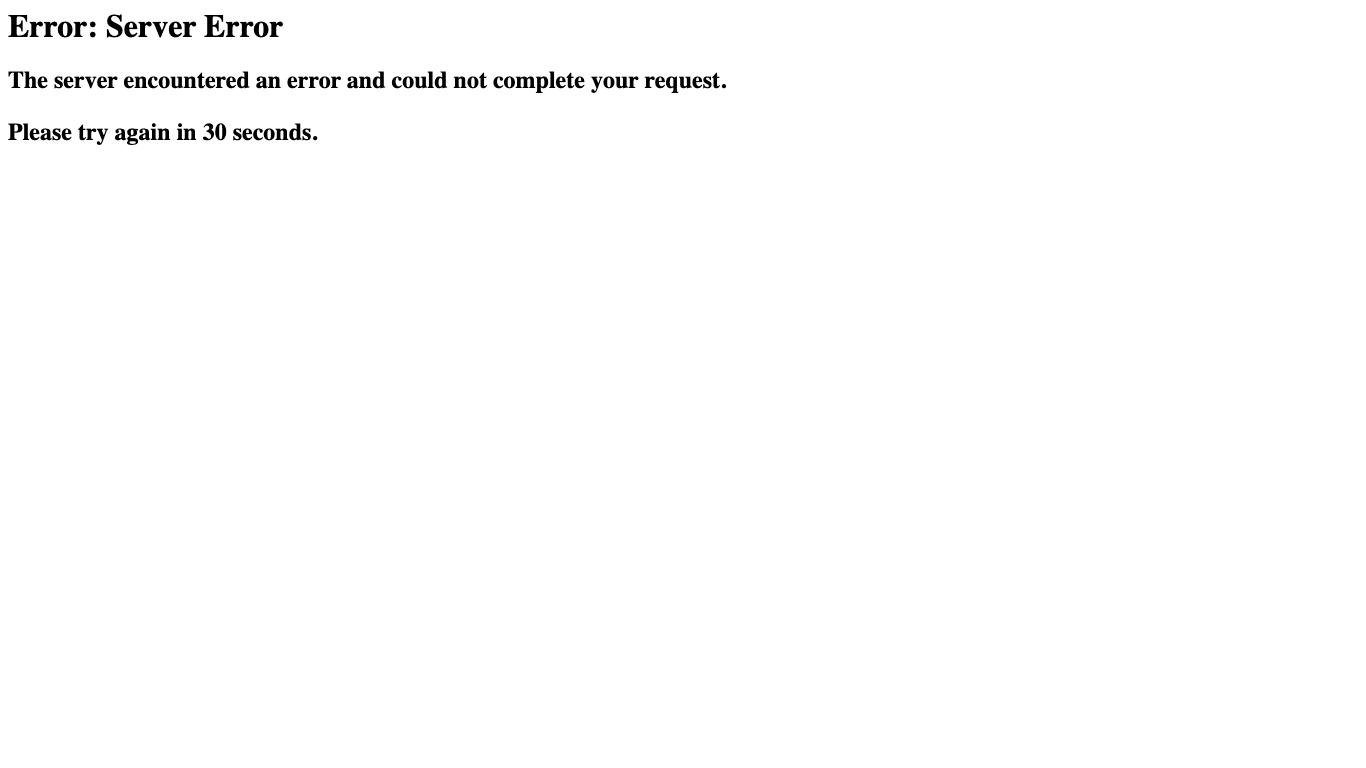 Error: Server Error
The server encountered an error and could not complete your request.
Please try again in 30 seconds.